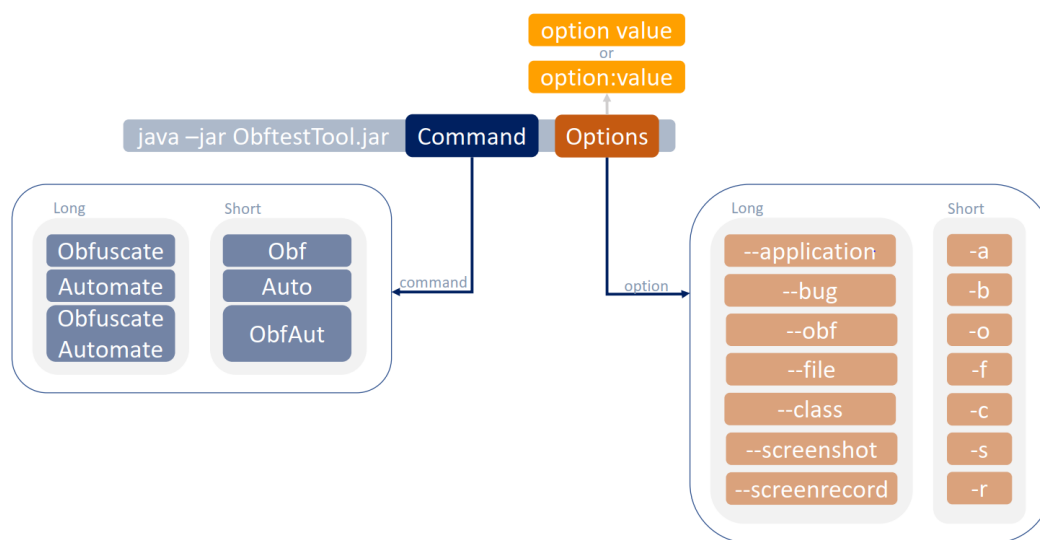 option value
or
option:value
java –jar ObftestTool.jar Command Options
Long Short
Obfuscate Obf
Automate Auto
Obfuscate
Automate
ObfAut
command
option
Long Short
--application -a
--bug -b
--obf -o
--file -f
--class -c
--screenshot -s
--screenrecord -r